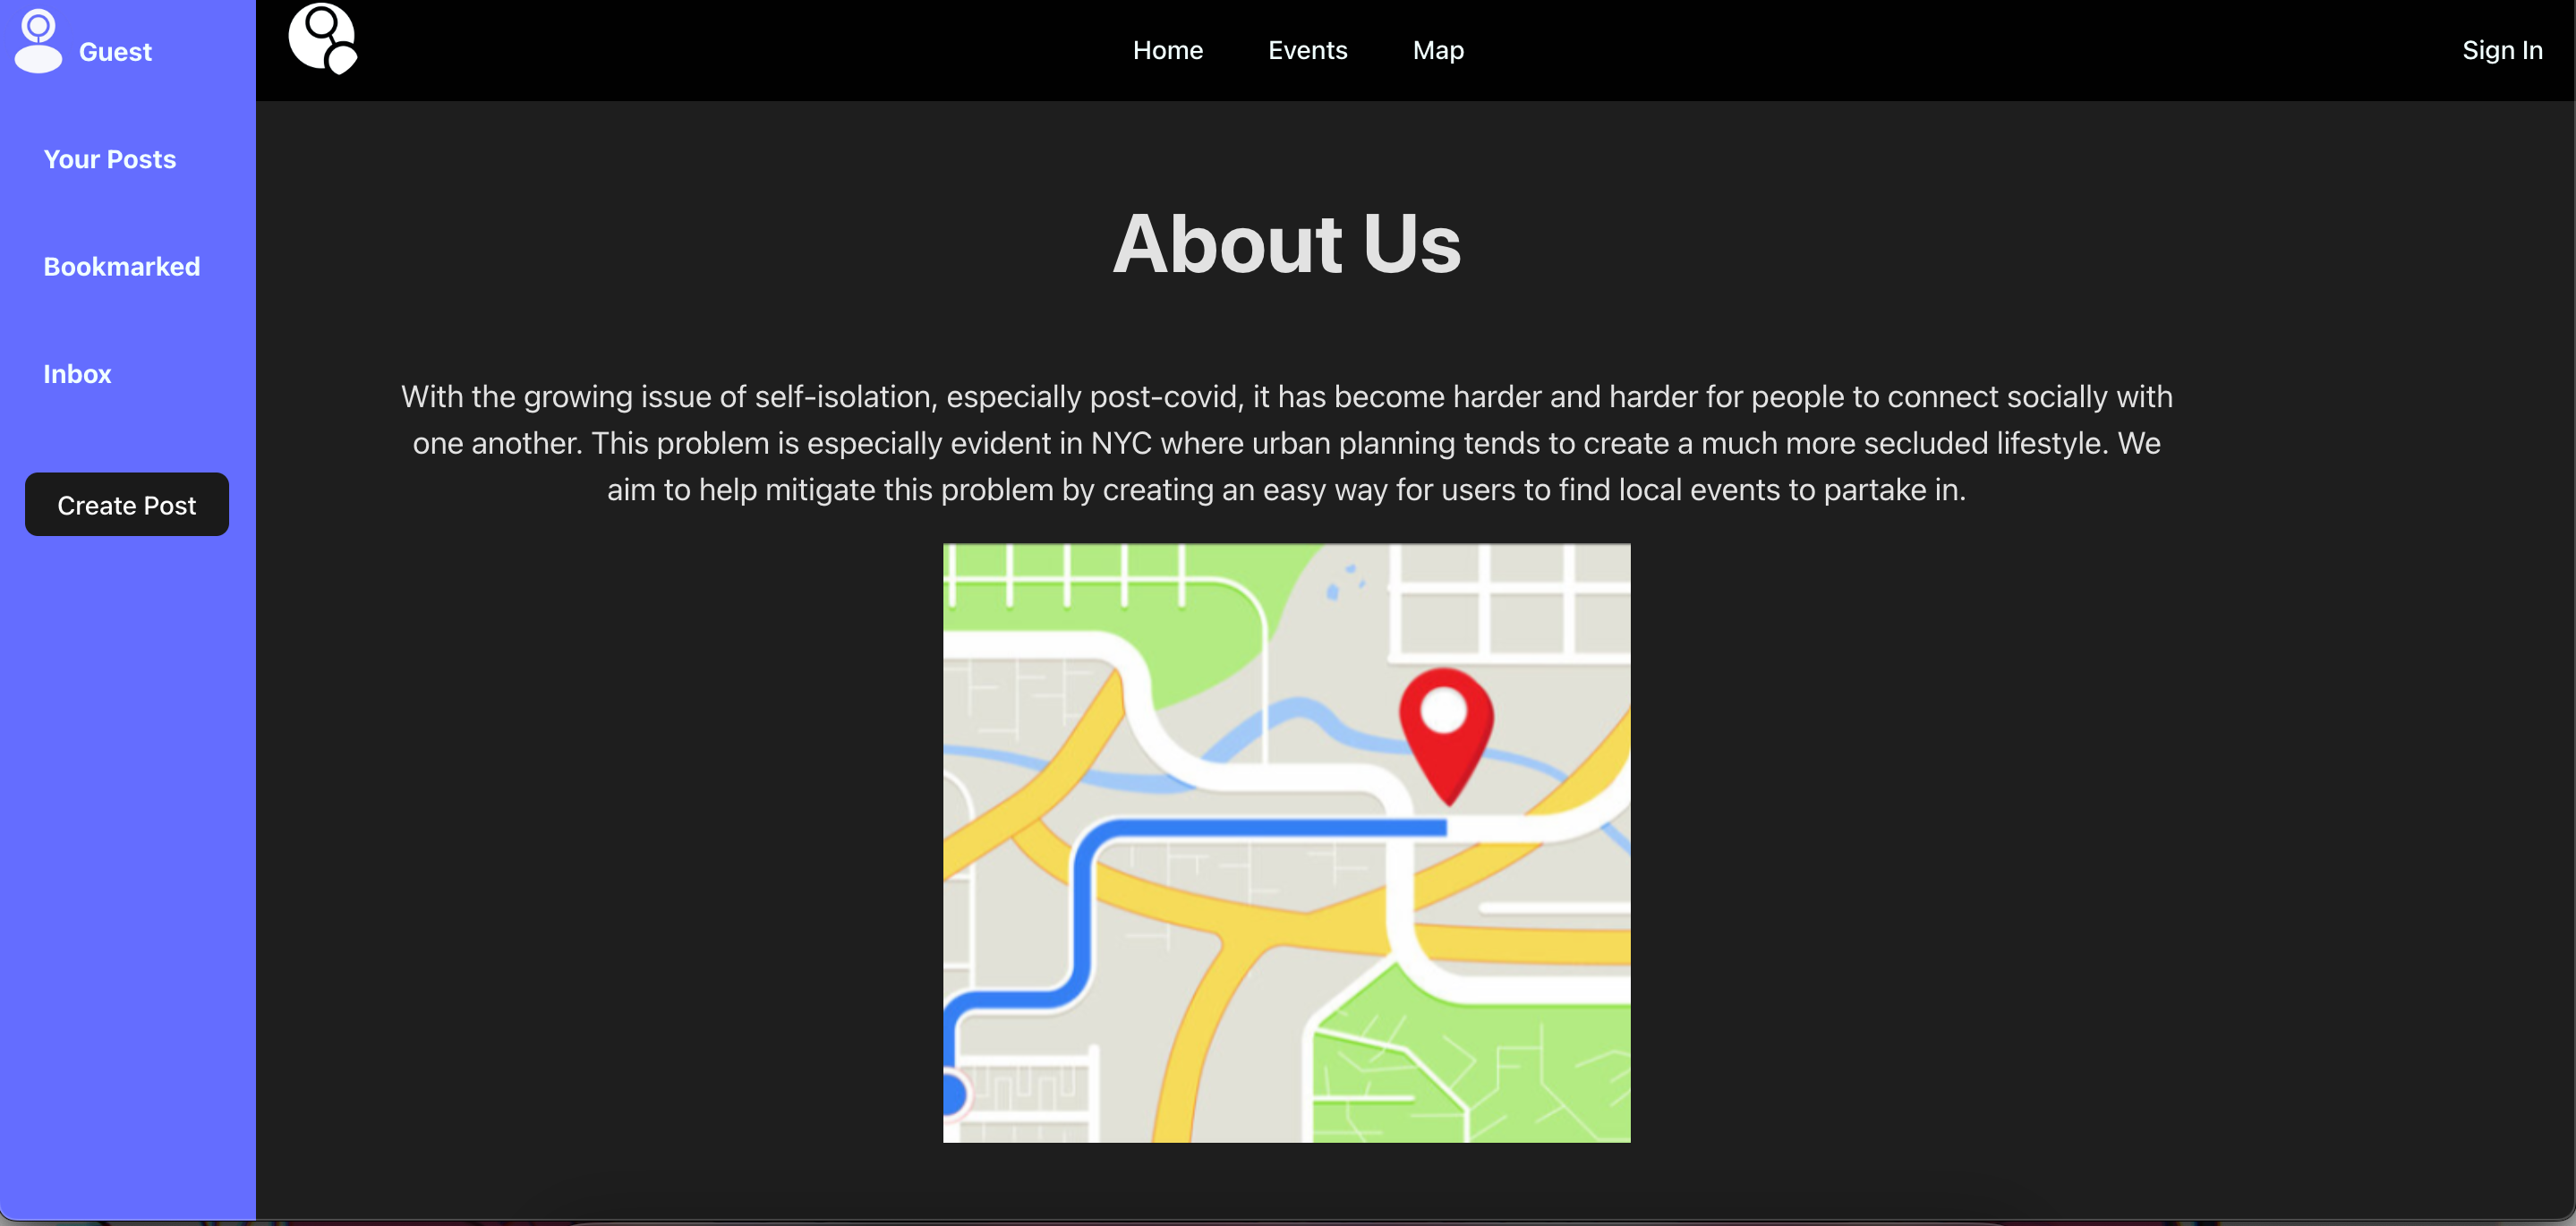 Guest
Your Posts
Bookmarked
Inbox
Create Post
Home Events Map Sign In
About Us
With the growing issue of self-isolation, especially post-covid, it has become harder and harder for people to connect socially with
one another. This problem is especially evident in NYC where urban planning tends to create a much more secluded lifestyle. We
aim to help mitigate this problem by creating an easy way for users to find local events to partake in.